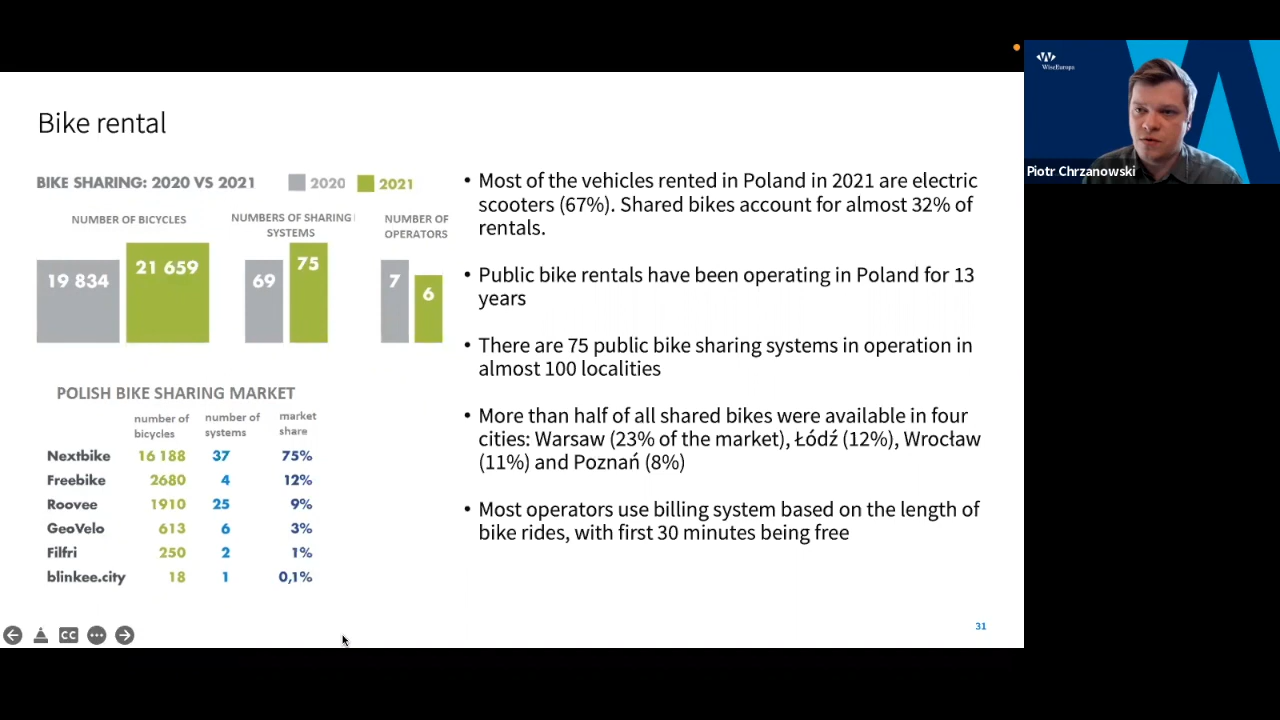 Bike rental
BIKE SHARING: 2020 VS 2021
2020
2021
NUMBER OF BICYCLES
NUMBERS OF SHARING
SYSTEMS
NUMBER OF
OPERATORS
19 834
21 659
69
75
7
6
POLISH BIKE SHARING MARKET
number of
bicycles
number of
systems
market
share
Nextbike 16 188 37 75%
Freebike 2680 4 12%
Roovee 1910 25 9%
GeoVelo 613 6 3%
Filfri 250 2 1%
blinkee.city 18 1 0,1%
• Most of the vehicles rented in Poland in 2021 are electric
scooters (67%). Shared bikes account for almost 32% of
rentals.
• Public bike rentals have been operating in Poland for 13
years
• There are 75 public bike sharing systems in operation in
almost 100 localities
• More than half of all shared bikes were available in four
cities: Warsaw (23% of the market), Łódź (12%), Wrocław
(11%) and Poznań (8%)
• Most operators use billing system based on the length of
bike rides, with first 30 minutes being free
31
CC
WiseEuropa
Piotr Chrzanowski